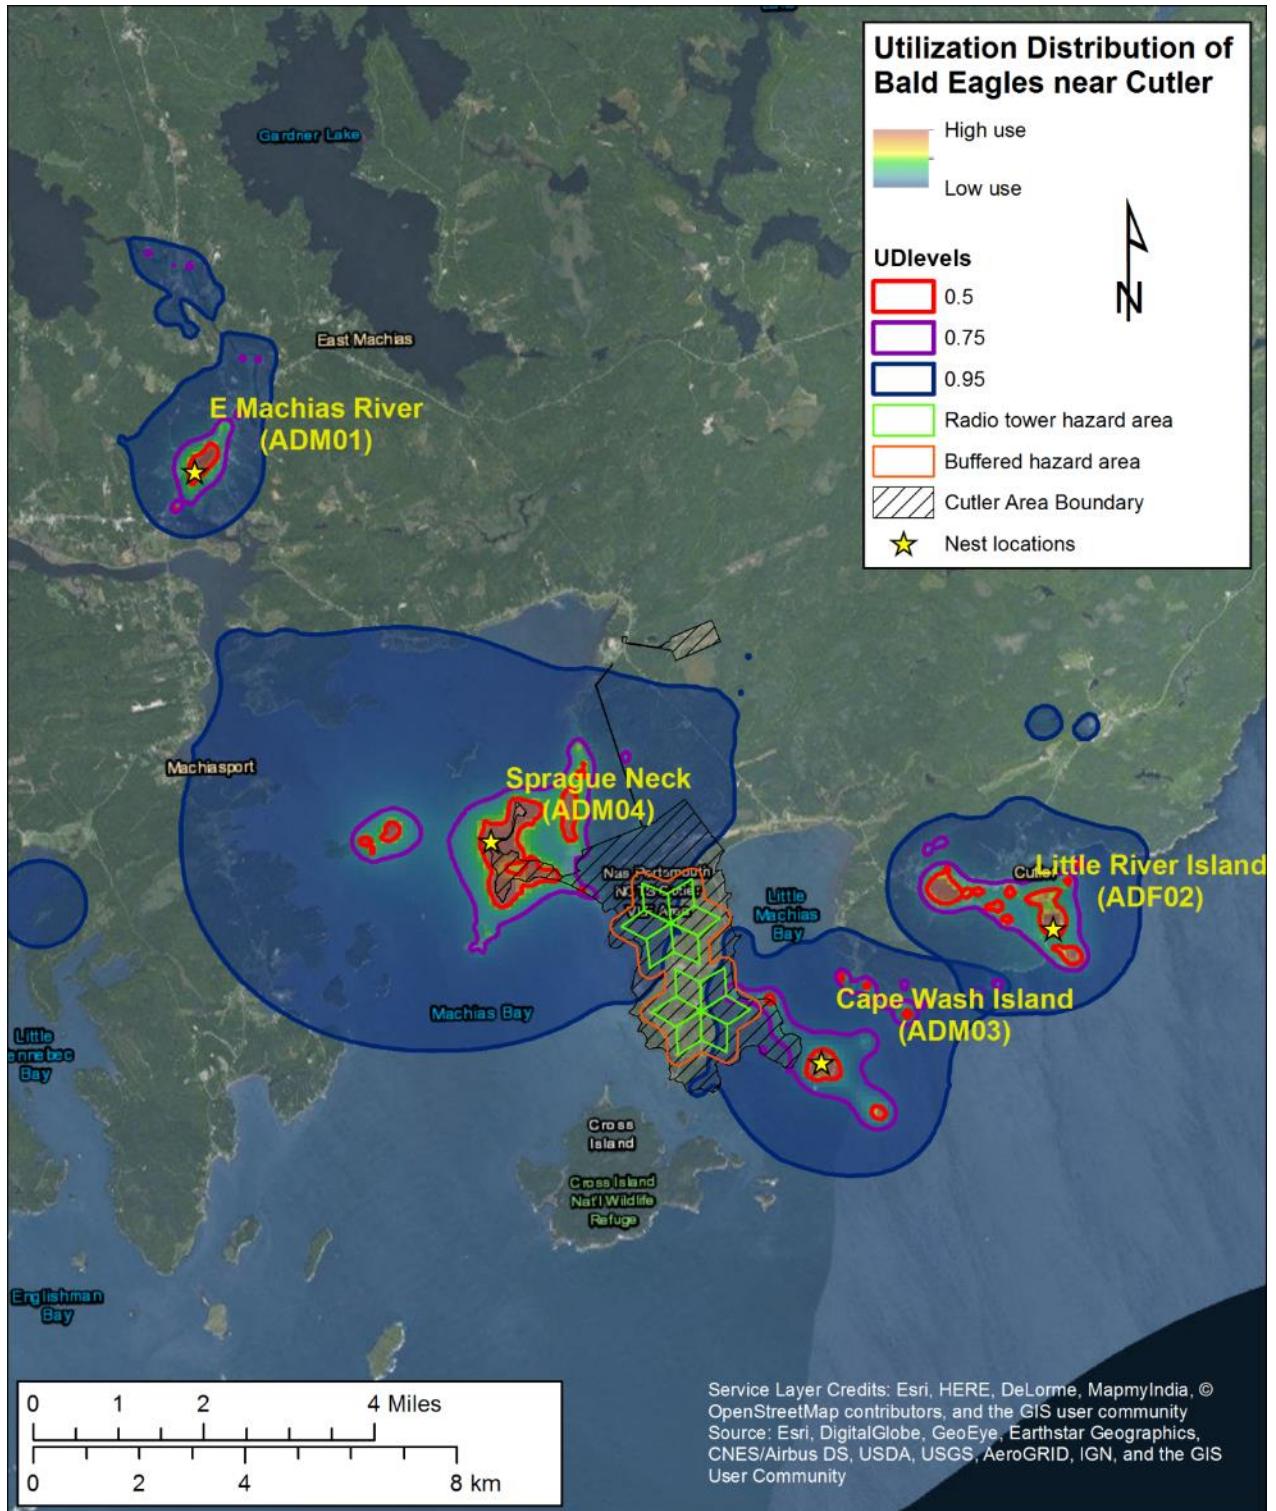 Utilization Distribution of
Bald Eagles near Cutler
High use
Low use
N
UDlevels
0.5
0.75
0.95
Radio tower hazard area
Buffered hazard area
Cutler Area Boundary
Nest locations
Gardner Lake
East Machias
E Machias River
(ADM01)
Machiasport
Sprague Neck
(ADM04)
Nas Portsmouth
Little
Machias
Bay
Cutler
Little River Island
(ADF02)
Cape Wash Island
(ADM03)
Machias Bay
Little
ennebec
Bay
Cross
Island
Cross Island
Nat'l Wildlife
Refuge
Englishman
Bay
0 1 2 4 Miles
0 2 4 8 km
Service Layer Credits: Esri, HERE, DeLorme, MapmyIndia, ©
OpenStreetMap contributors, and the GIS user community
Source: Esri, DigitalGlobe, GeoEye, Earthstar Geographics,
CNES/Airbus DS, USDA, USGS, AeroGRID, IGN, and the GIS
User Community